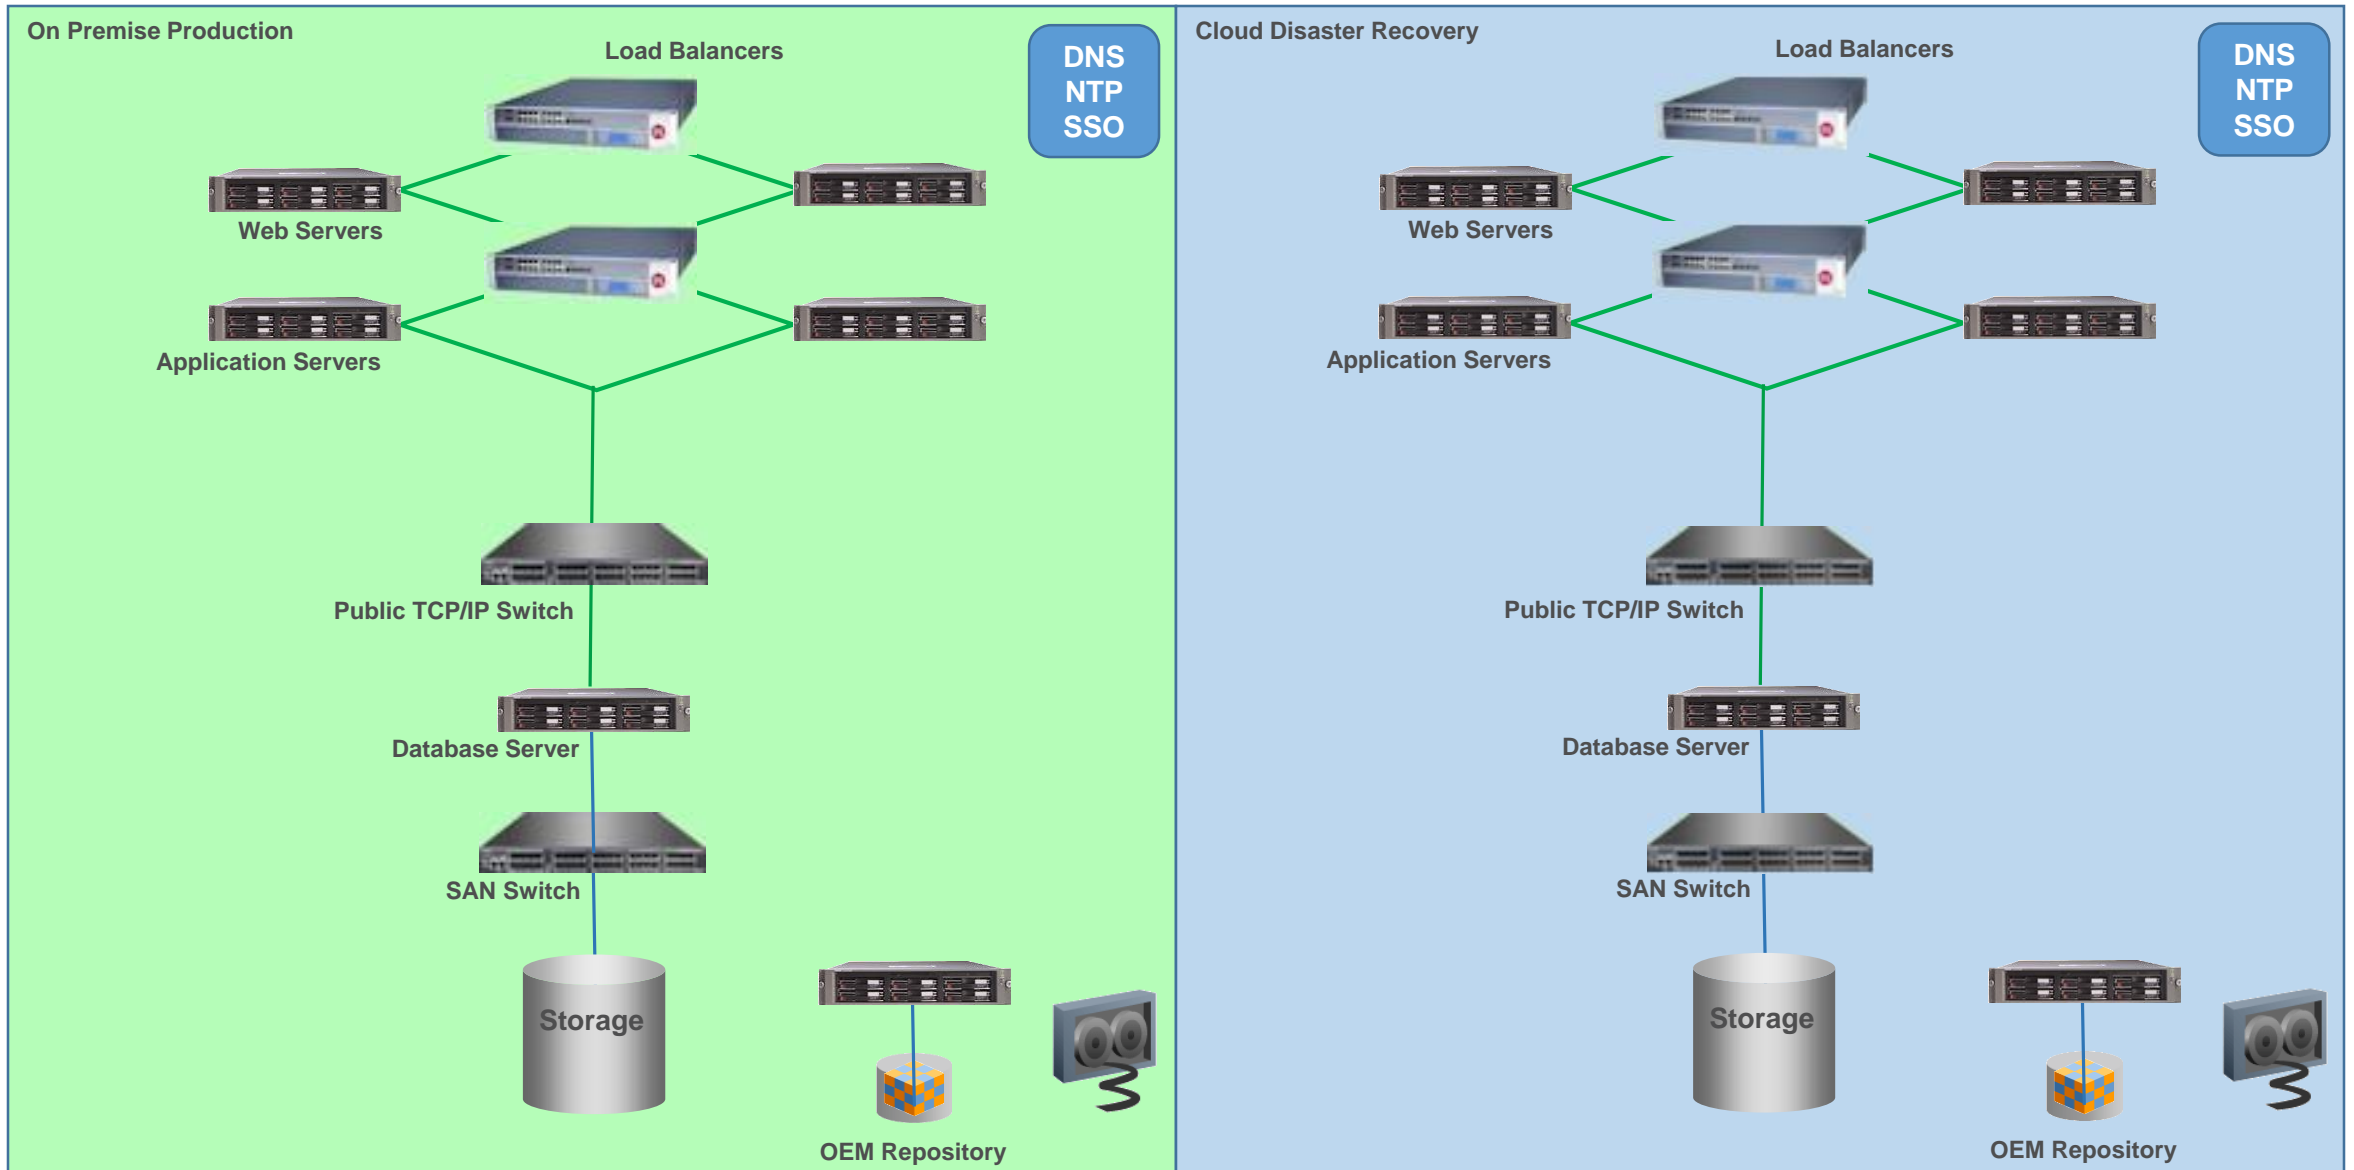 On Premise Production
Load Balancers
DNS
NTP
SSO
Web Servers
Application Servers
Public TCP/IP Switch
Database Server
SAN Switch
Storage
OEM Repository
Cloud Disaster Recovery
Load Balancers
DNS
NTP
SSO
Web Servers
Application Servers
Public TCP/IP Switch
Database Server
SAN Switch
Storage
OEM Repository